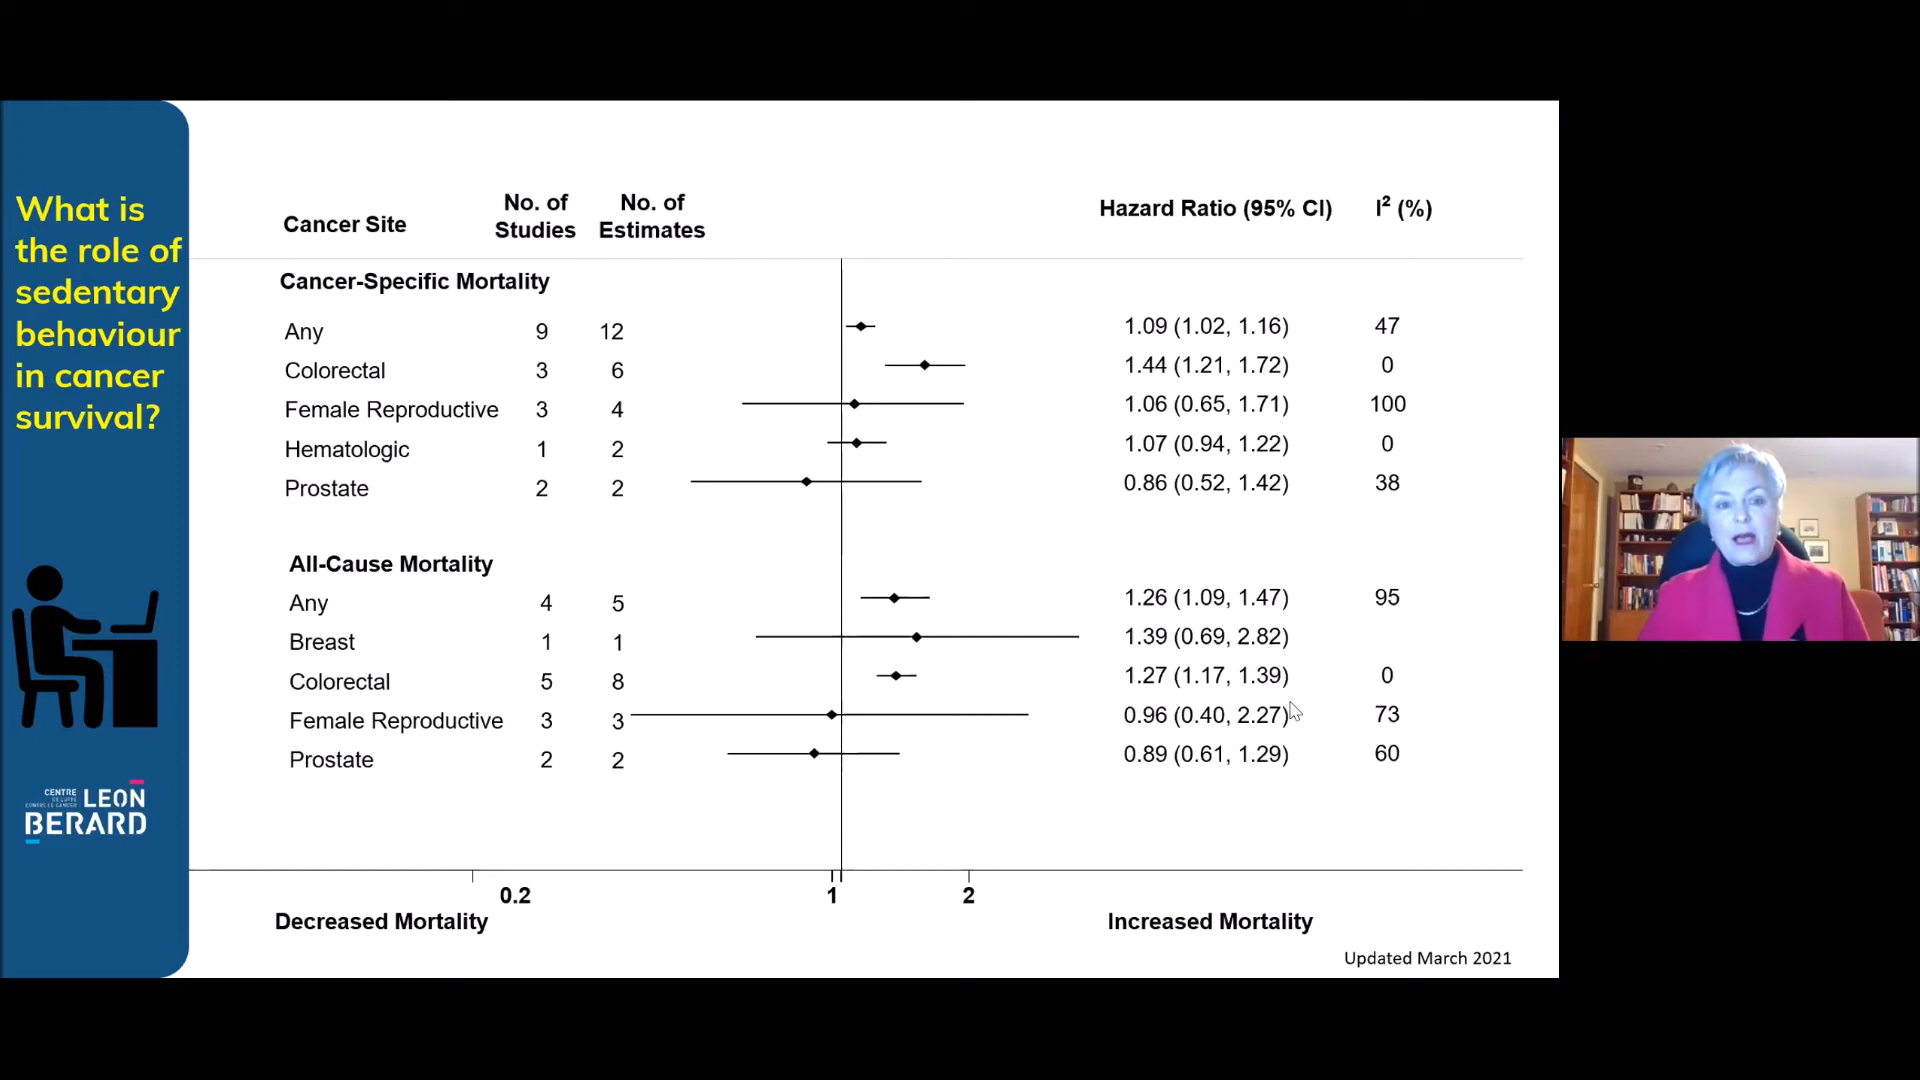 What is
the role of
sedentary
behaviour
in cancer
survival?
CENTRE
LEON
BERARD
Cancer Site No. of Studies No. of Estimates Hazard Ratio (95% CI) I² (%)
Cancer-Specific Mortality
Any 9 12 1.09 (1.02, 1.16) 47
Colorectal 3 6 1.44 (1.21, 1.72) 0
Female Reproductive 3 4 1.06 (0.65, 1.71) 100
Hematologic 1 2 1.07 (0.94, 1.22) 0
Prostate 2 2 0.86 (0.52, 1.42) 38
All-Cause Mortality
Any 4 5 1.26 (1.09, 1.47) 95
Breast 1 1 1.39 (0.69, 2.82)
Colorectal 5 8 1.27 (1.17, 1.39) 0
Female Reproductive 3 3 0.96 (0.40, 2.27) 73
Prostate 2 2 0.89 (0.61, 1.29) 60
0.2 1 2
Decreased Mortality Increased Mortality
Updated March 2021